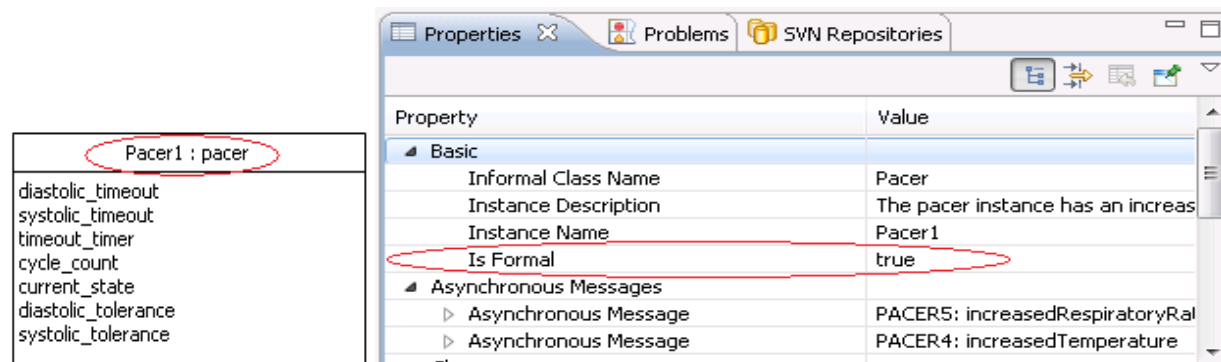 Pacer1 : pacer
diastolic_timeout
systolic_timeout
timeout_timer
cycle_count
current_state
diastolic_tolerance
systolic_tolerance
Properties Problems SVN Repositories
Property Value
Basic
Informal Class Name Pacer
Instance Description The pacer instance has an increas
Instance Name Pacer1
Is Formal true
Asynchronous Messages
Asynchronous Message PACER5: increasedRespiratoryRat
Asynchronous Message PACER4: increasedTemperature